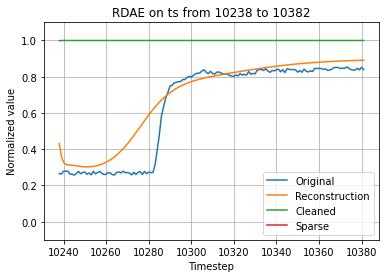 RDAE on ts from 10238 to 10382
1.0
0.8
0.6
0.4
0.2
0.0
Normalized value
Original
Reconstruction
Cleaned
Sparse
10240 10260 10280 10300 10320 10340 10360 10380
Timestep